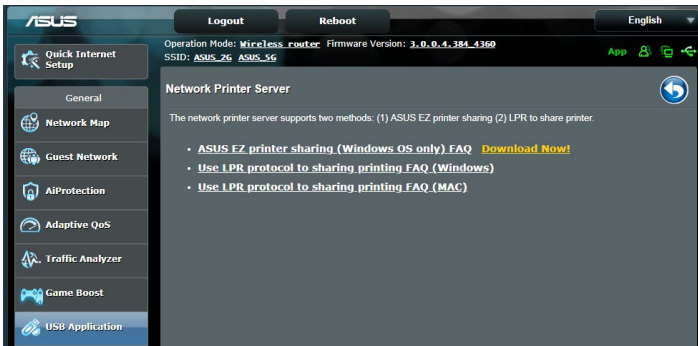 ASUS
Logout
Reboot
English
Quick Internet
Setup
Operation Mode: Wireless router Firmware Version: 3.0.0.4.384_4360
SSID: ASUS_2G ASUS_5G
App
General
Network Map
Guest Network
AiProtection
Adaptive QoS
Traffic Analyzer
Game Boost
USB Application
Network Printer Server
The network printer server supports two methods: (1) ASUS EZ printer sharing (2) LPR to share printer.
ASUS EZ printer sharing (Windows OS only) FAQ Download Now!
Use LPR protocol to sharing printing FAQ (Windows)
Use LPR protocol to sharing printing FAQ (MAC)